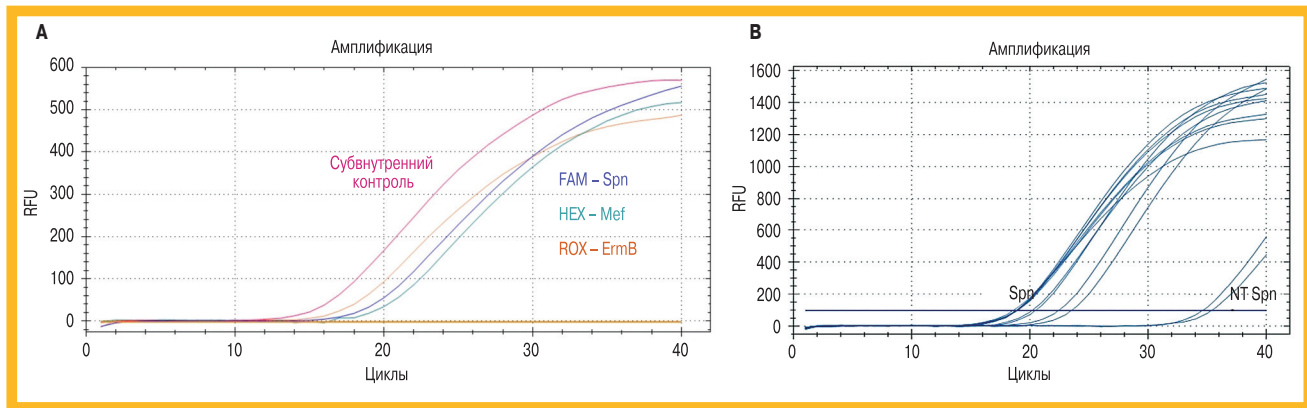 A
Амплификация
600
500
400
300
200
100
0
RFU
0
10
20
30
40
Циклы
Субвнутренний
контроль
FAM – Spn
HEX – Mef
ROX – ErmB
B
Амплификация
1600
1400
1200
1000
800
600
400
200
0
RFU
0
10
20
30
40
Циклы
Spn
NT Spn